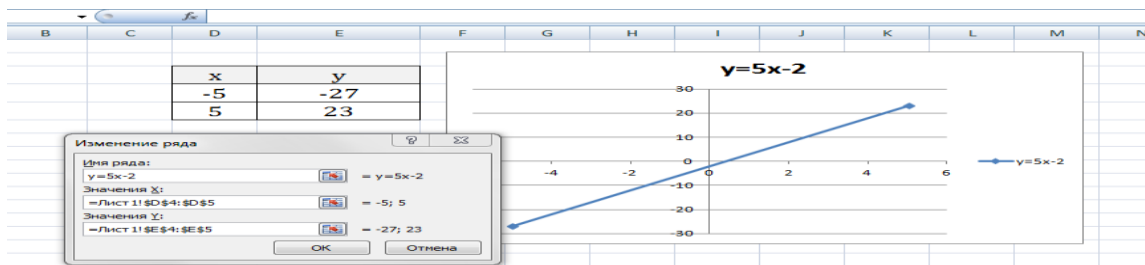 fx
B C D E F G H I J K L M N
x y
-5 -27
5 23
y=5x-2
30
20
10
0
-10
-20
-30
-4 -2 0 2 4 6
y=5x-2
Изменение ряда
Имя ряда:
y=5x-2 = y=5x-2
Значения X:
=Лист1!$D$4:$D$5 = -5; 5
Значения Y:
=Лист1!$E$4:$E$5 = -27; 23
ОК Отмена